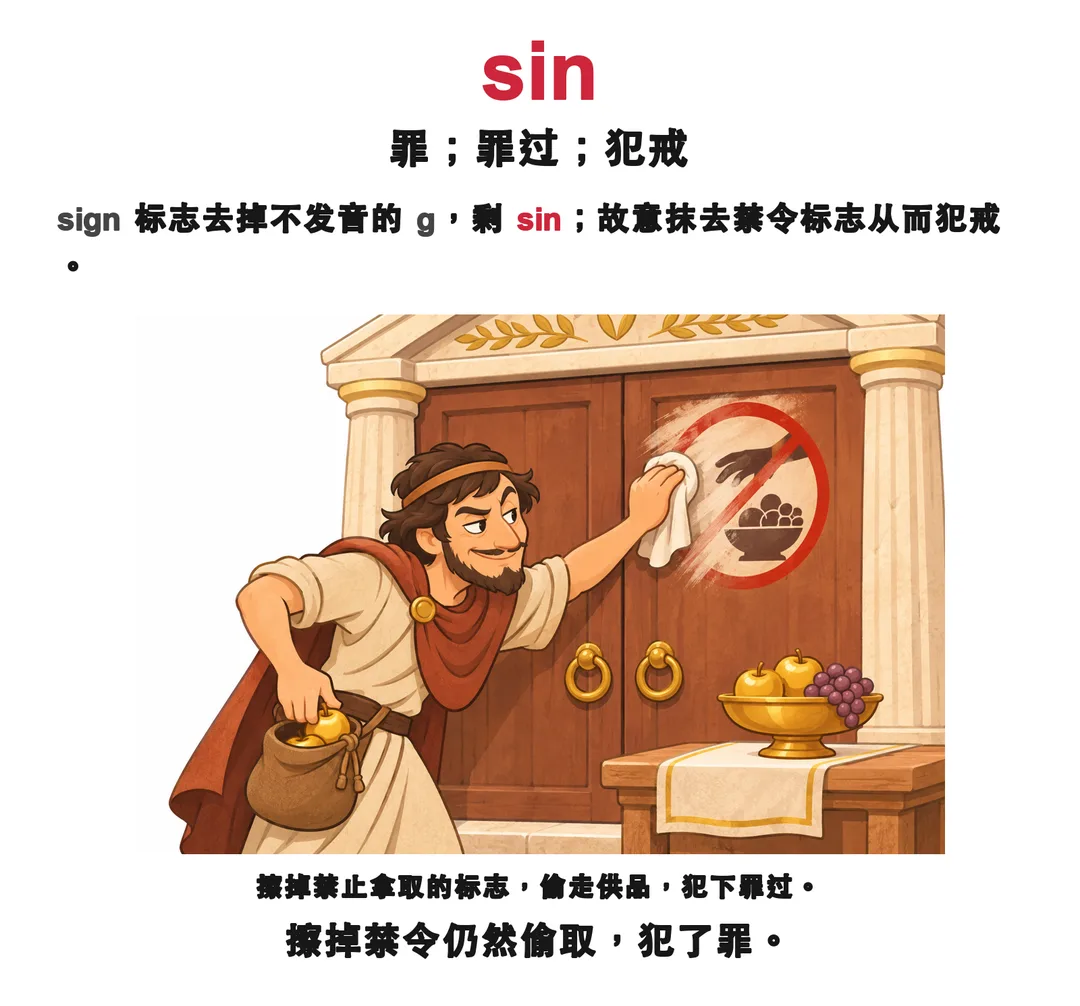 sin
罪；罪过；犯戒
sign 标志去掉不发音的 g，剩 sin；故意抹去禁令标志从而犯戒
。
擦掉禁止拿取的标志，偷走供品，犯下罪过。
擦掉禁令仍然偷取，犯了罪。